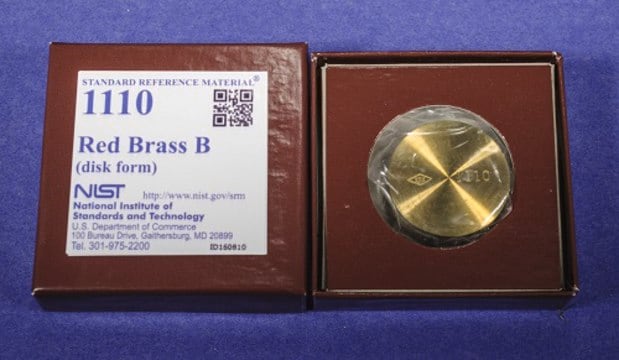 STANDARD REFERENCE MATERIAL®
1110
Red Brass B
(disk form)
NIST http://www.nist.gov/srm
National Institute of
Standards and Technology
U.S. Department of Commerce
100 Bureau Drive, Gaithersburg, MD 20899
Tel. 301-975-2200 ID160810
1110